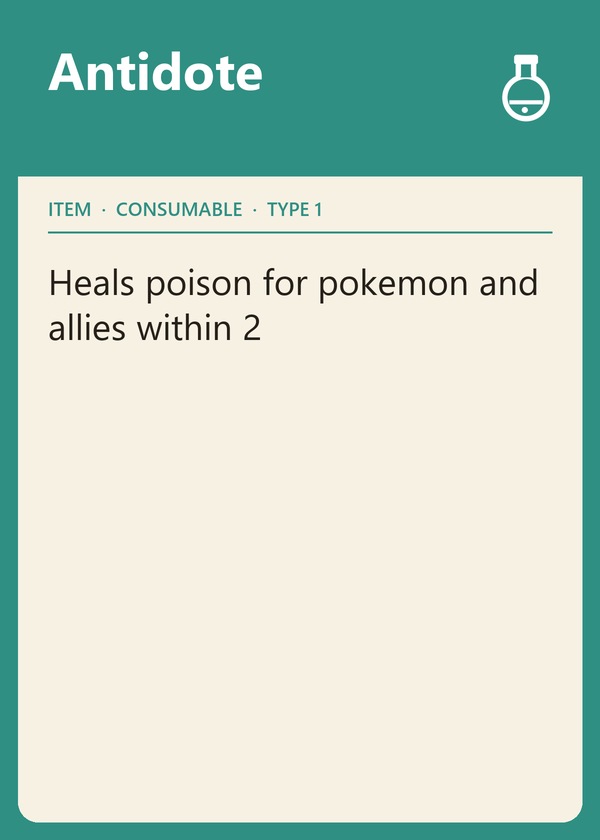 Antidote
ITEM · CONSUMABLE · TYPE 1
Heals poison for pokemon and
allies within 2